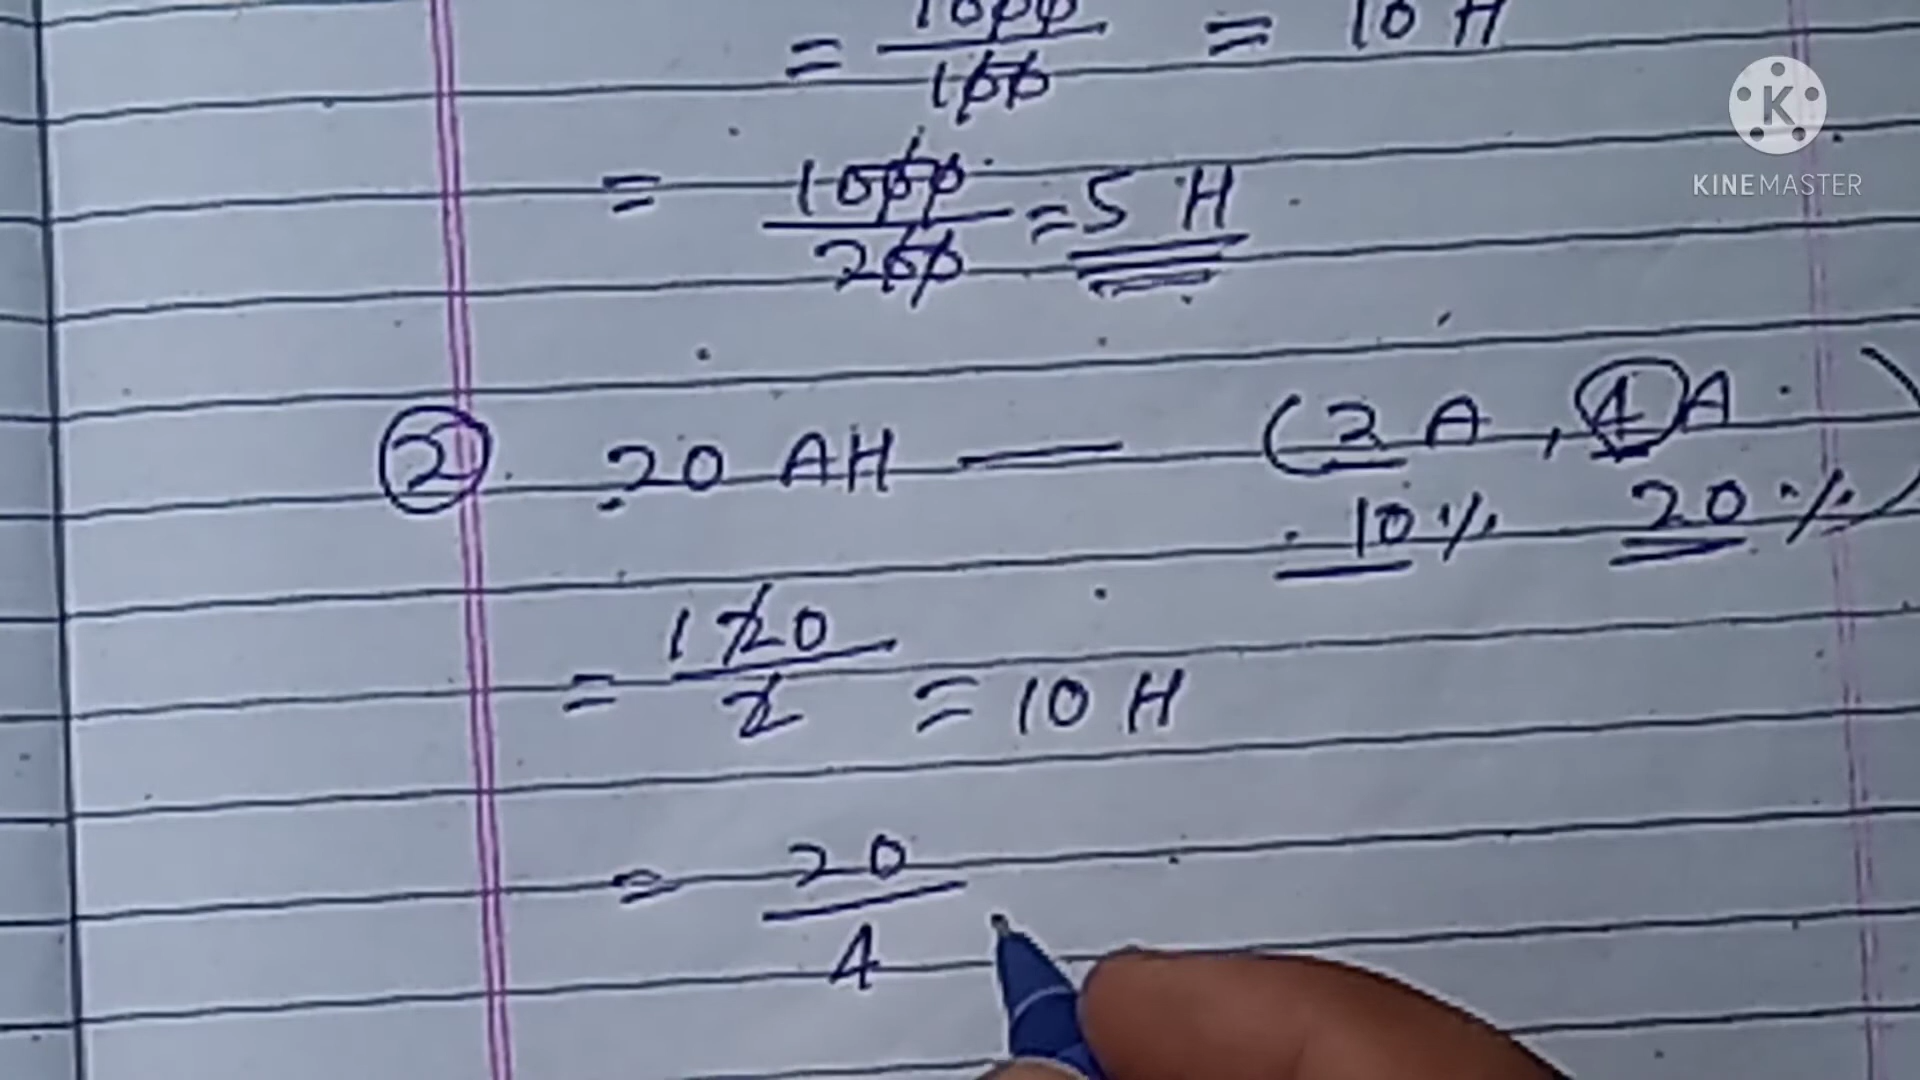 = 1000/100 = 10 H
K
KINEMASTER
= 1000/200 = 5 H
2 20 AH — (2 A, 4 A
10% 20%)
= 120/2 = 10 H
= 20/4